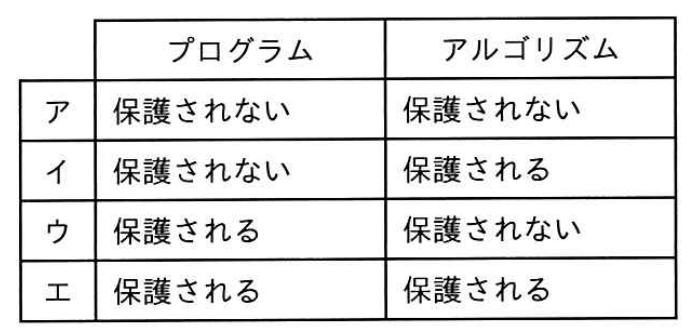 プログラム アルゴリズム
ア 保護されない 保護されない
イ 保護されない 保護される
ウ 保護される 保護されない
エ 保護される 保護される